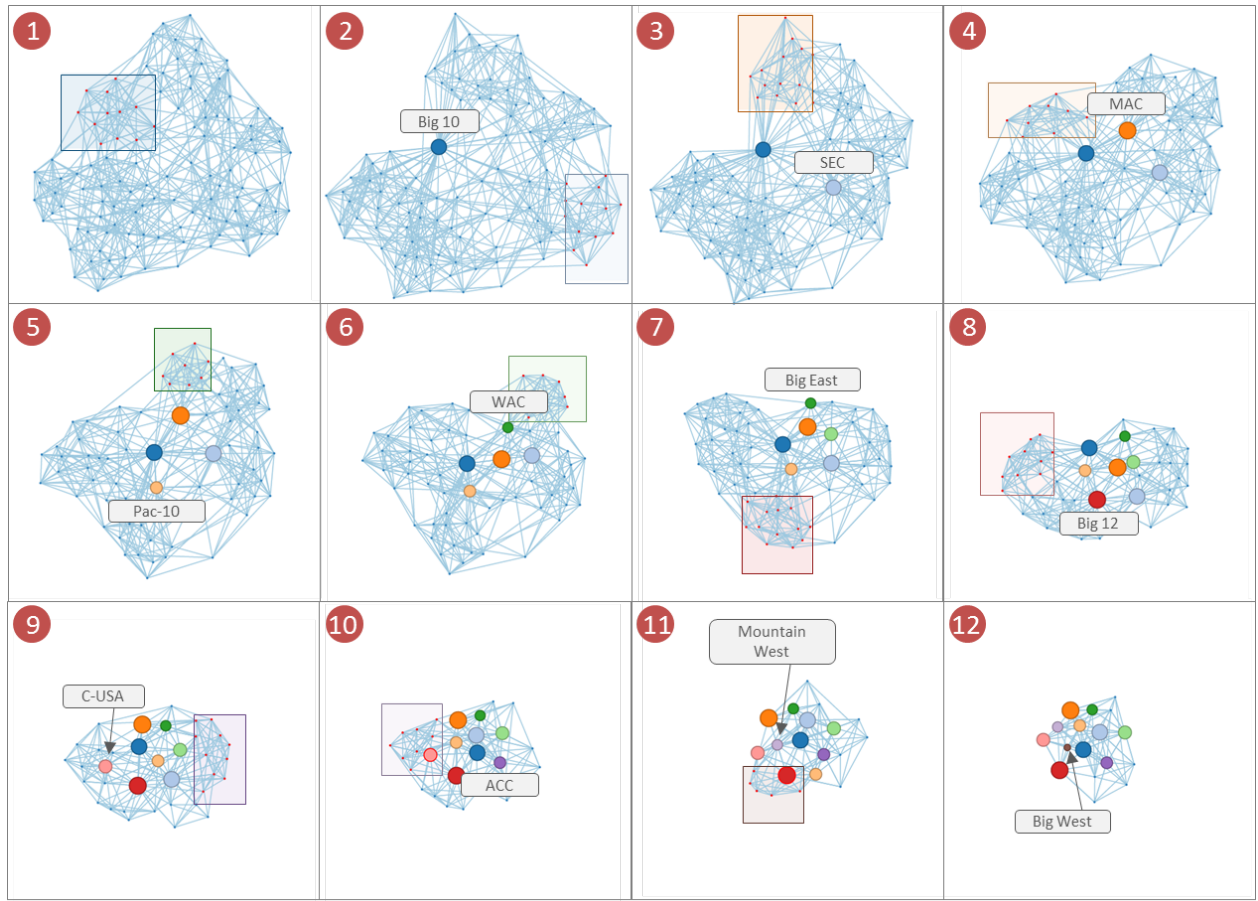 1
2
Big 10
3
SEC
4
MAC
5
Pac-10
6
WAC
7
Big East
8
Big 12
9
C-USA
10
ACC
11
Mountain
West
12
Big West